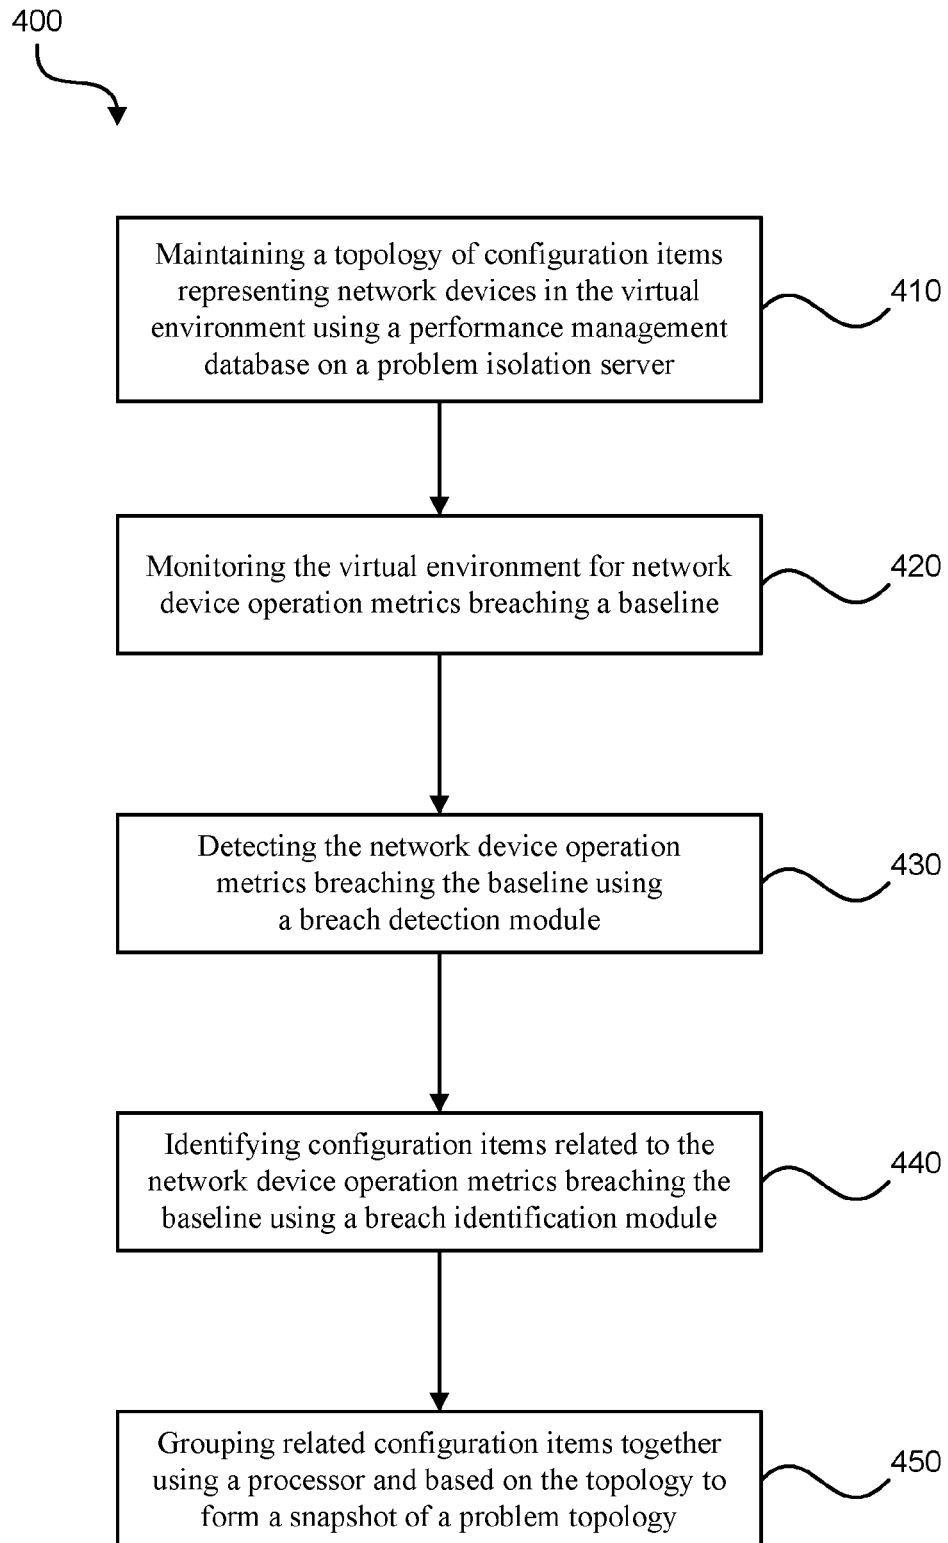 400
Maintaining a topology of configuration items
representing network devices in the virtual
environment using a performance management
database on a problem isolation server
410
Monitoring the virtual environment for network
device operation metrics breaching a baseline
420
Detecting the network device operation
metrics breaching the baseline using
a breach detection module
430
Identifying configuration items related to the
network device operation metrics breaching the
baseline using a breach identification module
440
Grouping related configuration items together
using a processor and based on the topology to
form a snapshot of a problem topology
450